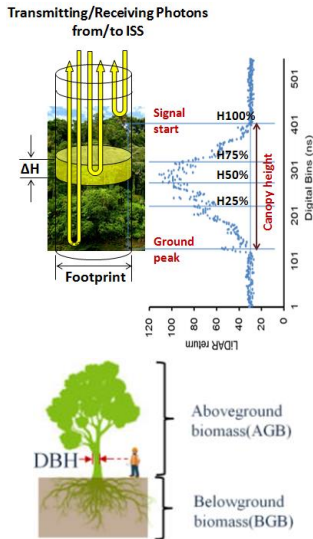 Transmitting/Receiving Photons
from/to ISS
Signal
start
H100%
H75%
H50%
H25%
ΔH
Canopy height
Ground
peak
Footprint
501
401
301
201
101
1
Digital Bins (ns)
120 100 80 60 40 20 0
LiDAR return
Aboveground
biomass(AGB)
DBH
Belowground
biomass(BGB)